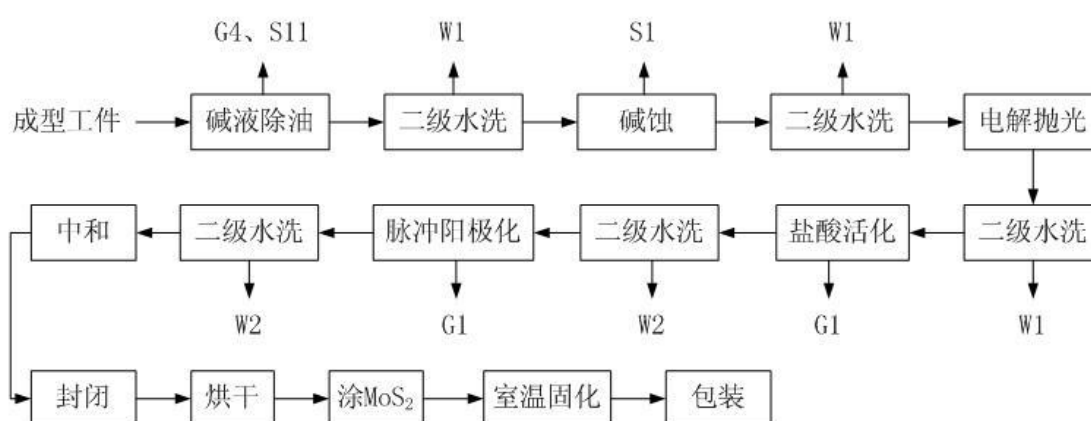 G4、S11 W1 S1 W1
成型工件 碱液除油 二级水洗 碱蚀 二级水洗 电解抛光
中和 二级水洗 脉冲阳极化 二级水洗 盐酸活化 二级水洗
W2 G1 W2 G1 W1
封闭 烘干 涂MoS₂ 室温固化 包装